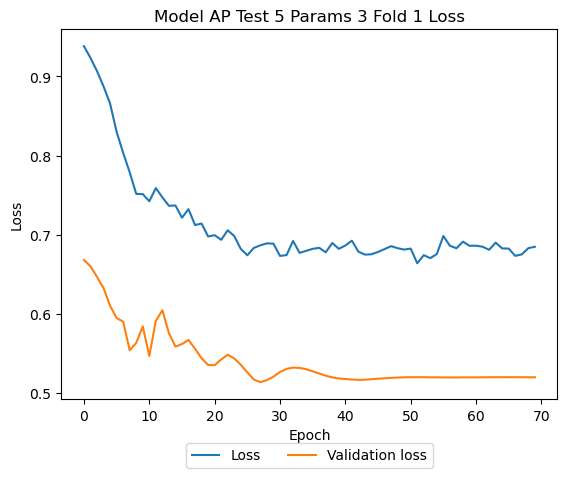 Model AP Test 5 Params 3 Fold 1 Loss
Loss
0.9
0.8
0.7
0.6
0.5
0 10 20 30 40 50 60 70
Epoch
Loss Validation loss